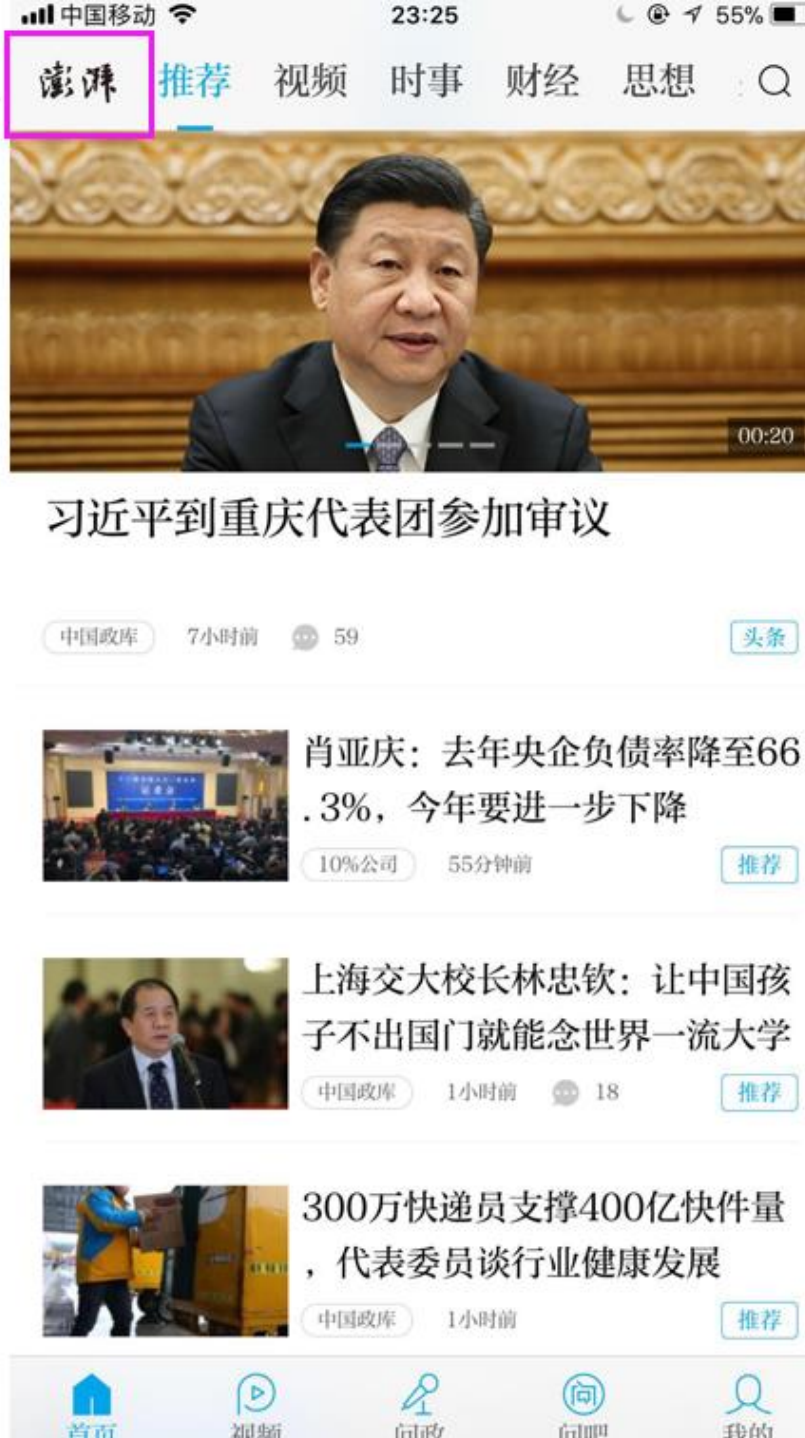 中国移动
23:25
55%
澎湃 推荐 视频 时事 财经 思想
00:20
习近平到重庆代表团参加审议
中国政库 7小时前 59 头条
肖亚庆：去年央企负债率降至66
.3%，今年要进一步下降
10%公司 55分钟前 推荐
上海交大校长林忠钦：让中国孩
子不出国门就能念世界一流大学
中国政库 1小时前 18 推荐
300万快递员支撑400亿快件量
，代表委员谈行业健康发展
中国政库 1小时前 推荐
问
首页 视频 问政 问吧 我的